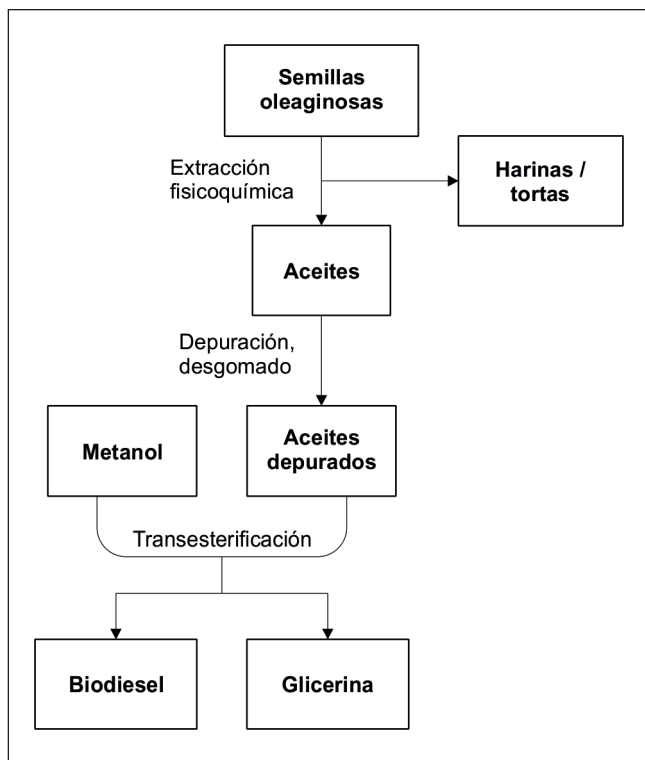 Semillas
oleaginosas
Extracción
fisicoquímica
Harinas /
tortas
Aceites
Depuración,
desgomado
Metanol
Aceites
depurados
Transesterificación
Biodiesel
Glicerina